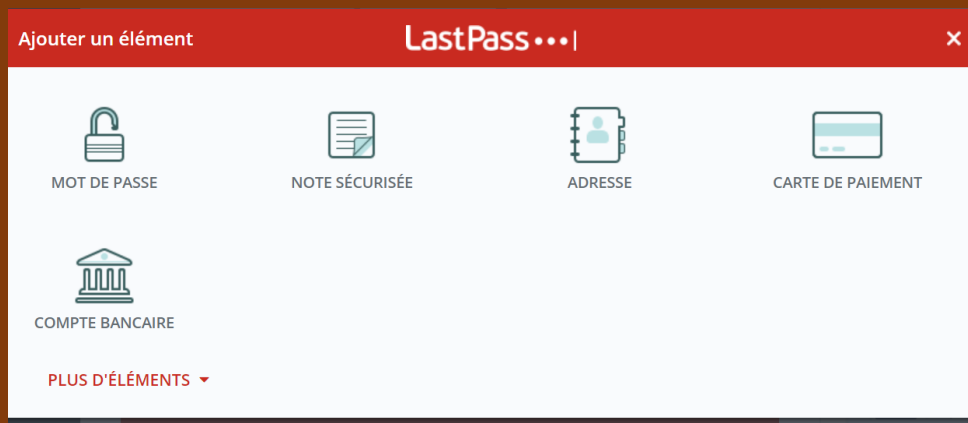 Ajouter un élément
LastPass •••|
MOT DE PASSE
NOTE SÉCURISÉE
ADRESSE
CARTE DE PAIEMENT
COMPTE BANCAIRE
PLUS D'ÉLÉMENTS